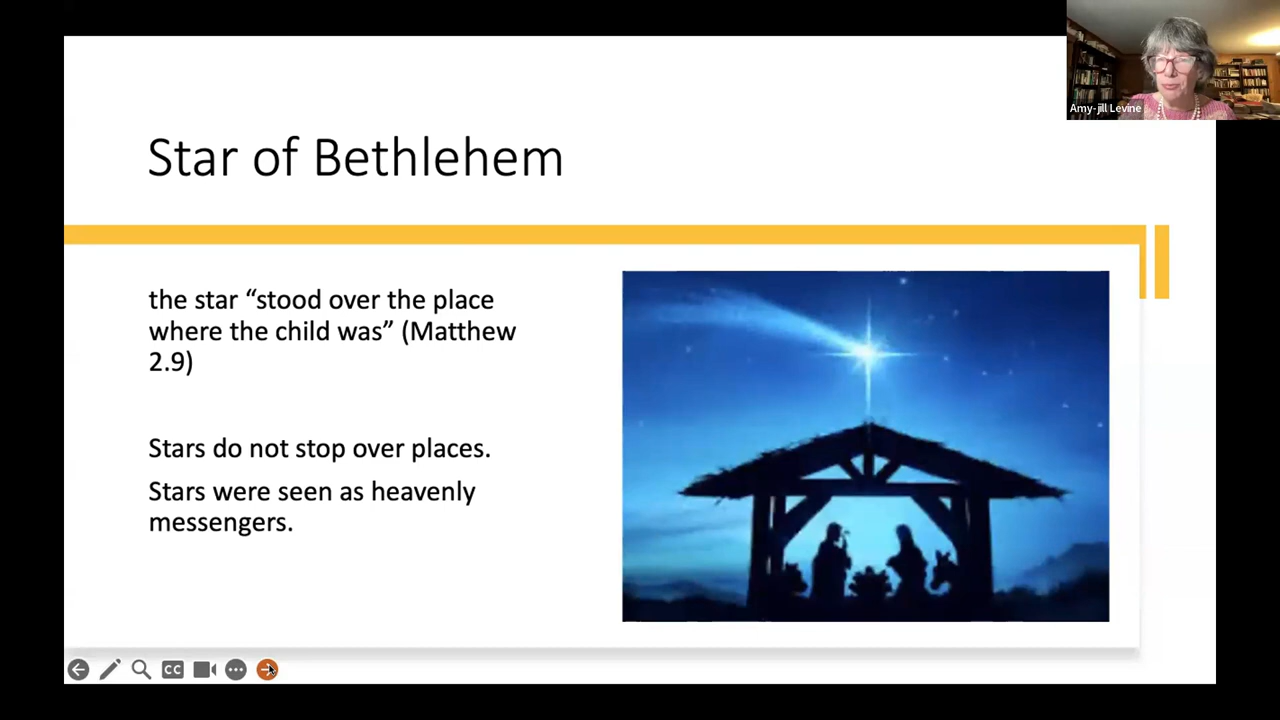 Amy-jill Levine
Star of Bethlehem
the star “stood over the place
where the child was” (Matthew
2.9)
Stars do not stop over places.
Stars were seen as heavenly
messengers.
CC